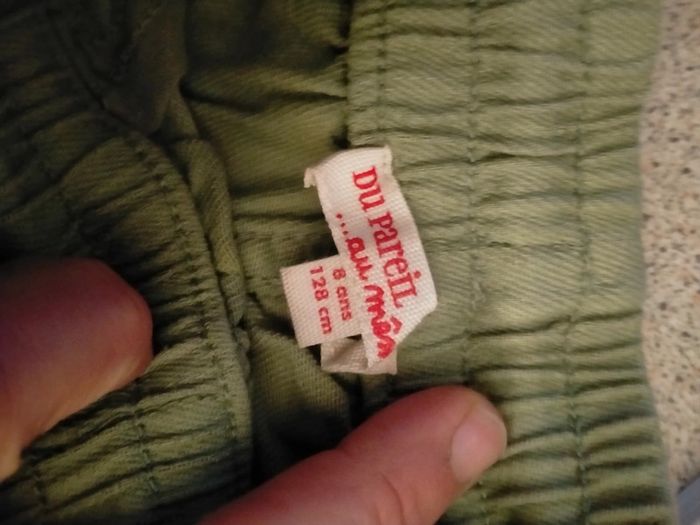 DU PAREIL
...au mêm
8 ans
128 cm